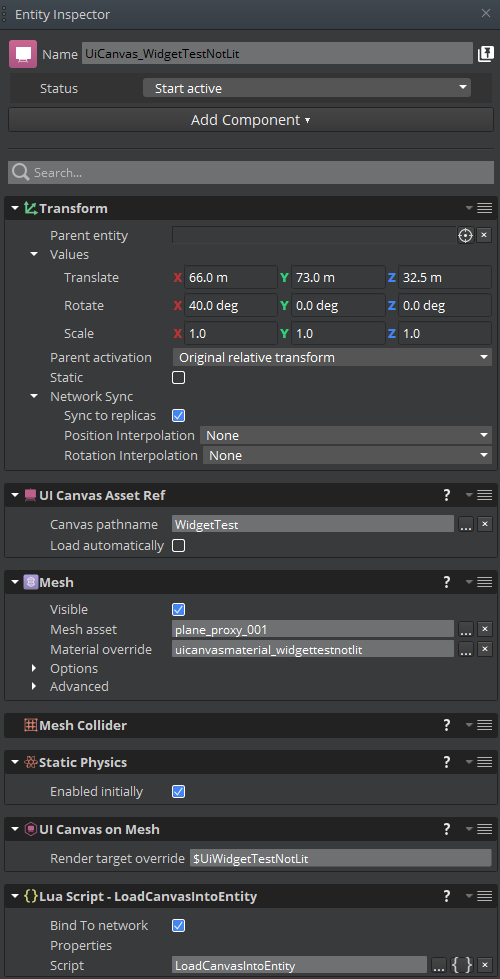 Entity Inspector
Name UiCanvas_WidgetTestNotLit
Status Start active
Add Component
Search...
Transform
Parent entity
Values
Translate X 66.0 m Y 73.0 m Z 32.5 m
Rotate X 40.0 deg Y 0.0 deg Z 0.0 deg
Scale X 1.0 Y 1.0 Z 1.0
Parent activation Original relative transform
Static
Network Sync
Sync to replicas
Position Interpolation None
Rotation Interpolation None
UI Canvas Asset Ref ?
Canvas pathname WidgetTest ...
Load automatically
Mesh ?
Visible
Mesh asset plane_proxy_001 ...
Material override uicanvasmaterial_widgettestnotlit ...
Options
Advanced
Mesh Collider ?
Static Physics ?
Enabled initially
UI Canvas on Mesh ?
Render target override $UiWidgetTestNotLit
{} Lua Script - LoadCanvasIntoEntity ?
Bind To network
Properties
Script LoadCanvasIntoEntity ... { }